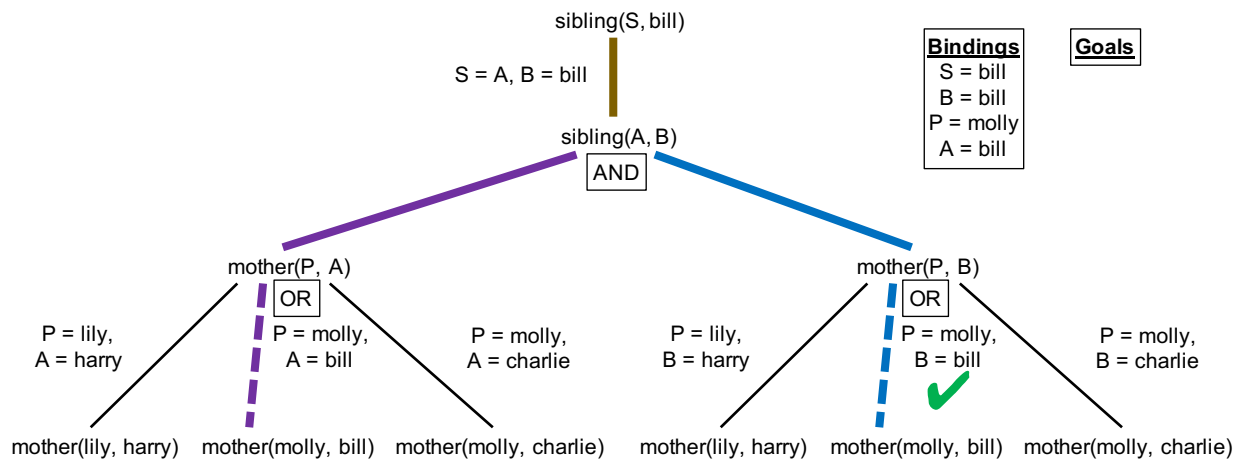 sibling(S, bill)
S = A, B = bill
sibling(A, B)
AND
Bindings
S = bill
B = bill
P = molly
A = bill
Goals
mother(P, A)
OR
P = lily,
A = harry
P = molly,
A = bill
P = molly,
A = charlie
mother(lily, harry)
mother(molly, bill)
mother(molly, charlie)
mother(P, B)
OR
P = lily,
B = harry
P = molly,
B = bill
P = molly,
B = charlie
mother(lily, harry)
mother(molly, bill)
mother(molly, charlie)